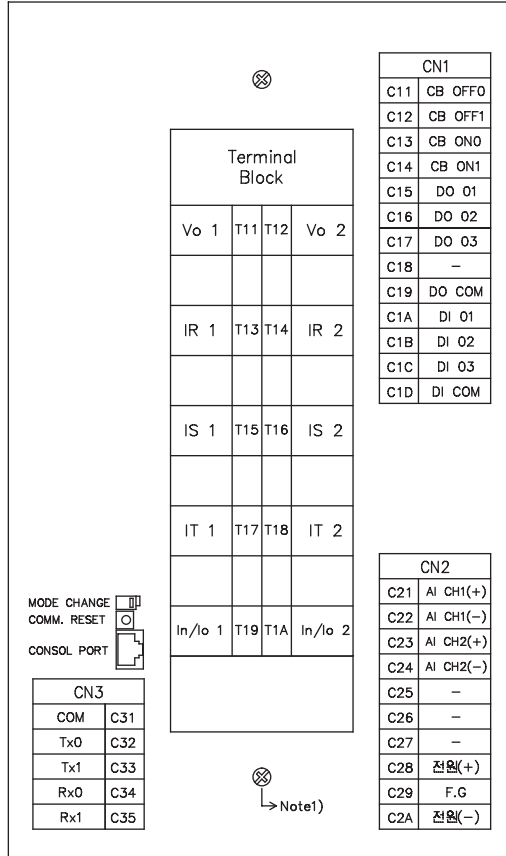 CN1
C11 CB OFF0
C12 CB OFF1
C13 CB ON0
C14 CB ON1
C15 DO 01
C16 DO 02
C17 DO 03
C18 –
C19 DO COM
C1A DI 01
C1B DI 02
C1C DI 03
C1D DI COM
Terminal
Block
Vo 1 T11 T12 Vo 2
IR 1 T13 T14 IR 2
IS 1 T15 T16 IS 2
IT 1 T17 T18 IT 2
In/Io 1 T19 T1A In/Io 2
CN2
C21 AI CH1(+)
C22 AI CH1(–)
C23 AI CH2(+)
C24 AI CH2(–)
C25 –
C26 –
C27 –
C28 전원(+)
C29 F.G
C2A 전원(–)
MODE CHANGE
COMM. RESET
CONSOL PORT
CN3
COM C31
Tx0 C32
Tx1 C33
Rx0 C34
Rx1 C35
Note1)